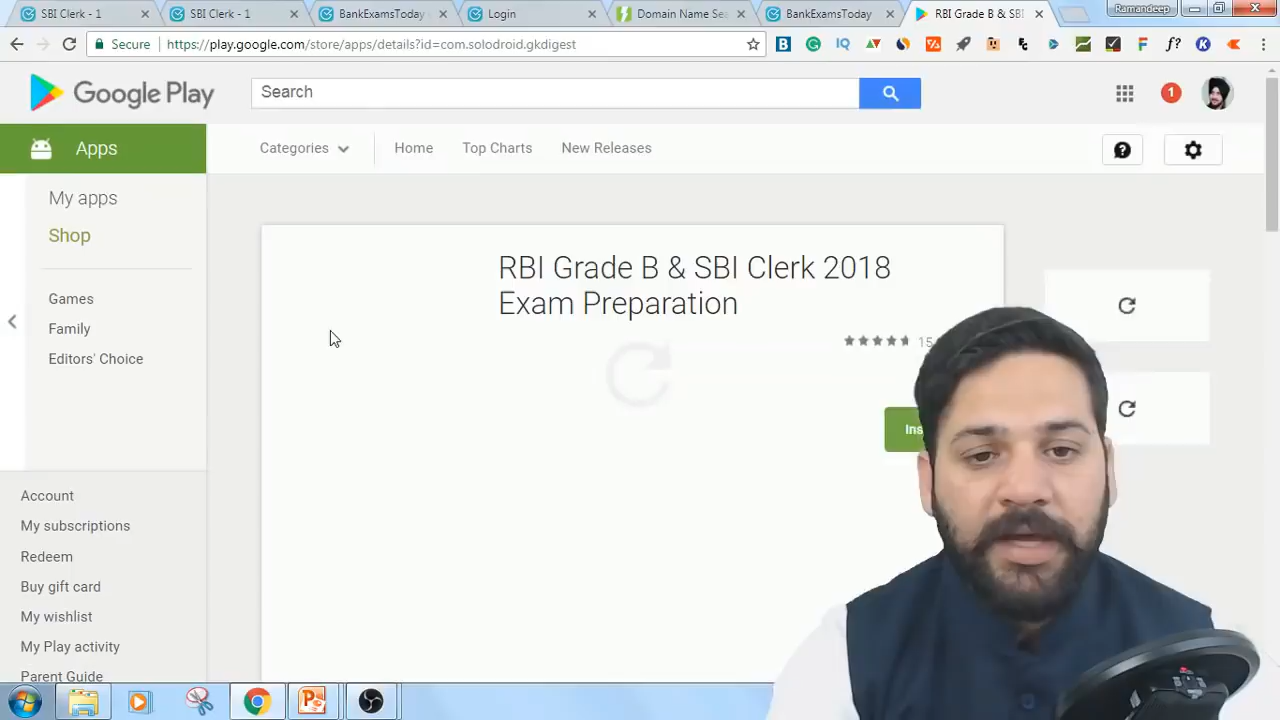 SBI Clerk - 1
SBI Clerk - 1
BankExamsToday
Login
Domain Name Sea
BankExamsToday
RBI Grade B & SBI
Ramandeep
Secure
https://play.google.com/store/apps/details?id=com.solodroid.gkdigest
Google Play
Search
1
Apps
Categories
Home
Top Charts
New Releases
My apps
Shop
RBI Grade B & SBI Clerk 2018
Exam Preparation
Games
Family
Editors' Choice
Account
My subscriptions
Redeem
Buy gift card
My wishlist
My Play activity
Parent Guide